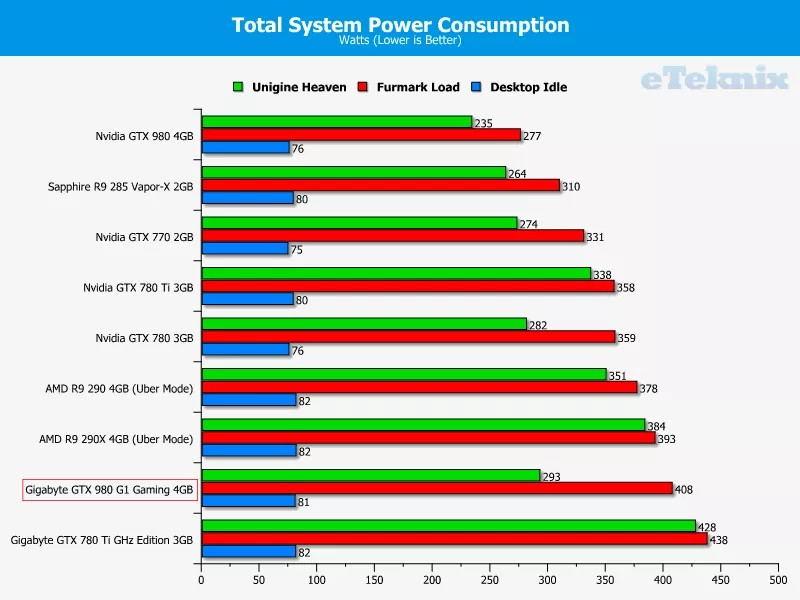 Total System Power Consumption
Watts (Lower is Better)
eTeknix
Unigine Heaven Furmark Load Desktop Idle
Nvidia GTX 980 4GB
235
277
76
Sapphire R9 285 Vapor-X 2GB
264
310
80
Nvidia GTX 770 2GB
274
331
75
Nvidia GTX 780 Ti 3GB
338
358
80
Nvidia GTX 780 3GB
282
359
76
AMD R9 290 4GB (Uber Mode)
351
378
82
AMD R9 290X 4GB (Uber Mode)
384
393
82
Gigabyte GTX 980 G1 Gaming 4GB
293
408
81
Gigabyte GTX 780 Ti GHz Edition 3GB
428
438
82
0 50 100 150 200 250 300 350 400 450 500